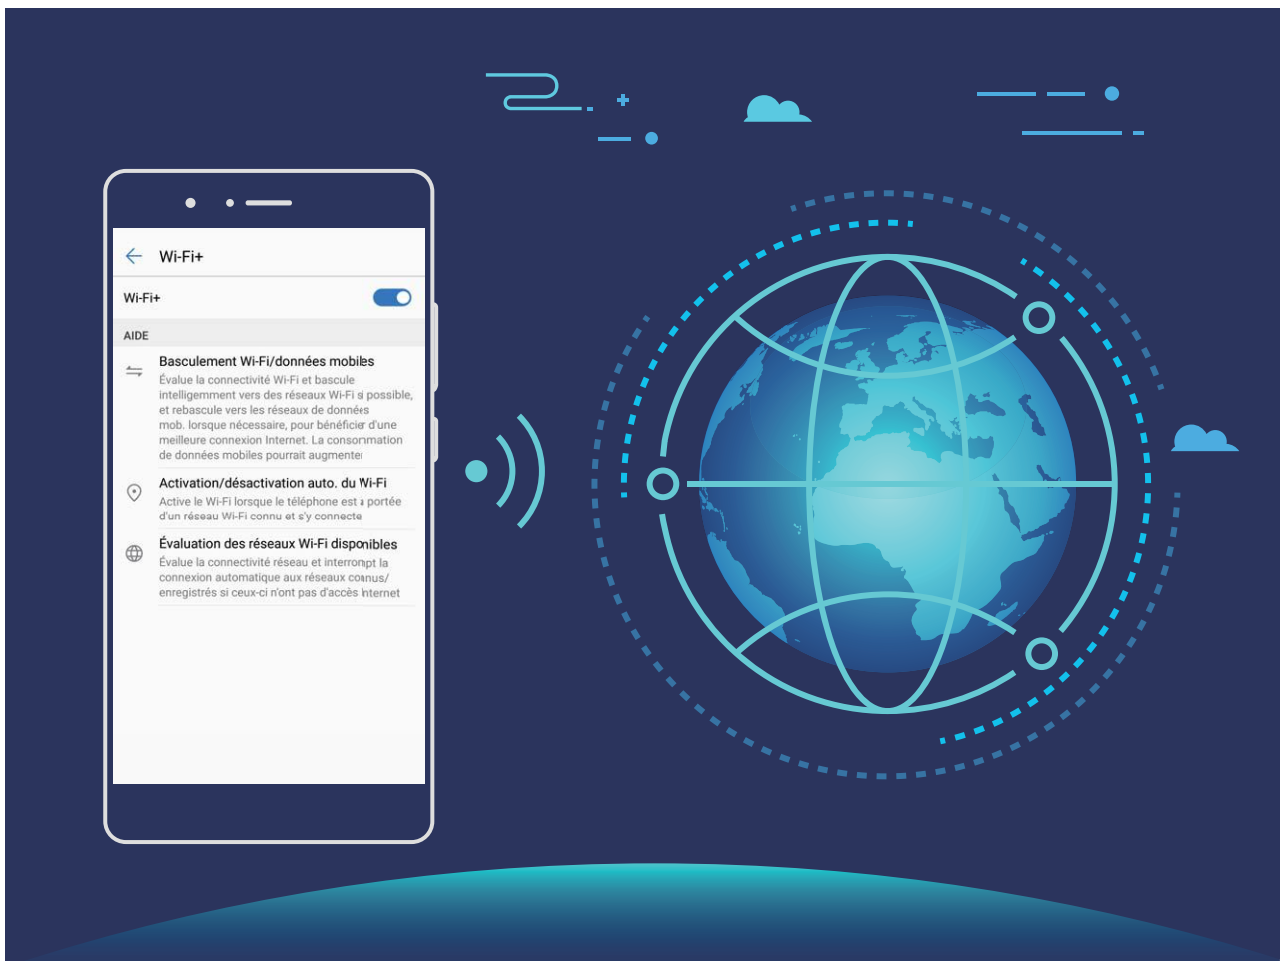 Wi-Fi+
Wi-Fi+
AIDE
Basculement Wi-Fi/données mobiles
Évalue la connectivité Wi-Fi et bascule
intelligemment vers des réseaux Wi-Fi si possible,
et rebascule vers les réseaux de données
mob. lorsque nécessaire, pour bénéficier d'une
meilleure connexion Internet. La consommation
de données mobiles pourrait augmenter
Activation/désactivation auto. du Wi-Fi
Active le Wi-Fi lorsque le téléphone est à portée
d'un réseau Wi-Fi connu et s'y connecte
Évaluation des réseaux Wi-Fi disponibles
Évalue la connectivité réseau et interrompt la
connexion automatique aux réseaux connus/
enregistrés si ceux-ci n'ont pas d'accès Internet